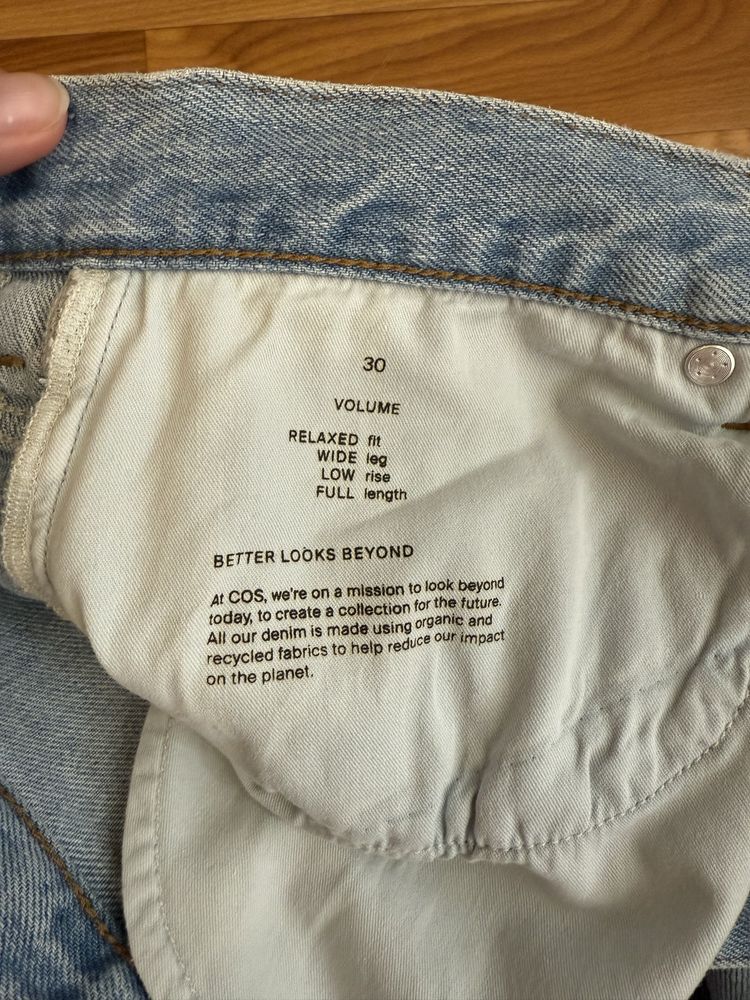 30
VOLUME
RELAXED fit
WIDE leg
LOW rise
FULL length
BETTER LOOKS BEYOND
At COS, we're on a mission to look beyond
today, to create a collection for the future.
All our denim is made using organic and
recycled fabrics to help reduce our impact
on the planet.